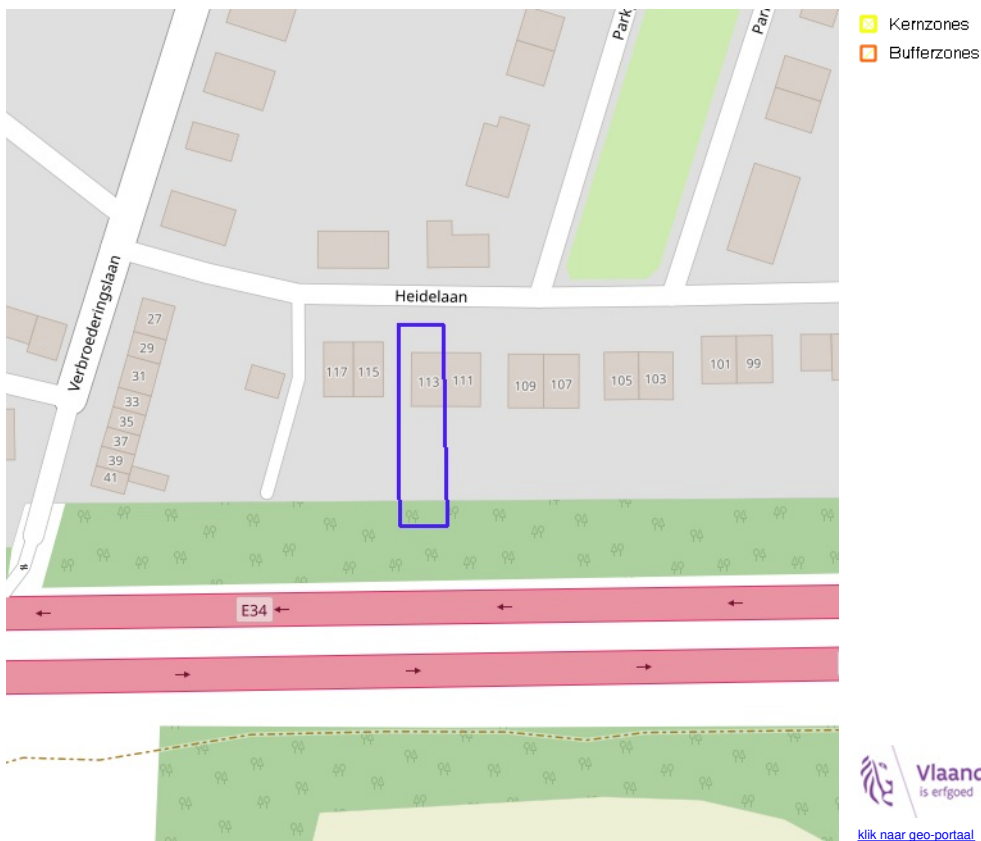 Park
Par
Kernzones
Bufferzones
Verbroederingslaan
Heidelaan
27
29
31
33
35
37
39
41
117
115
113
111
109
107
105
103
101
99
E34
Vlaand
is erfgoed
klik naar geo-portaal